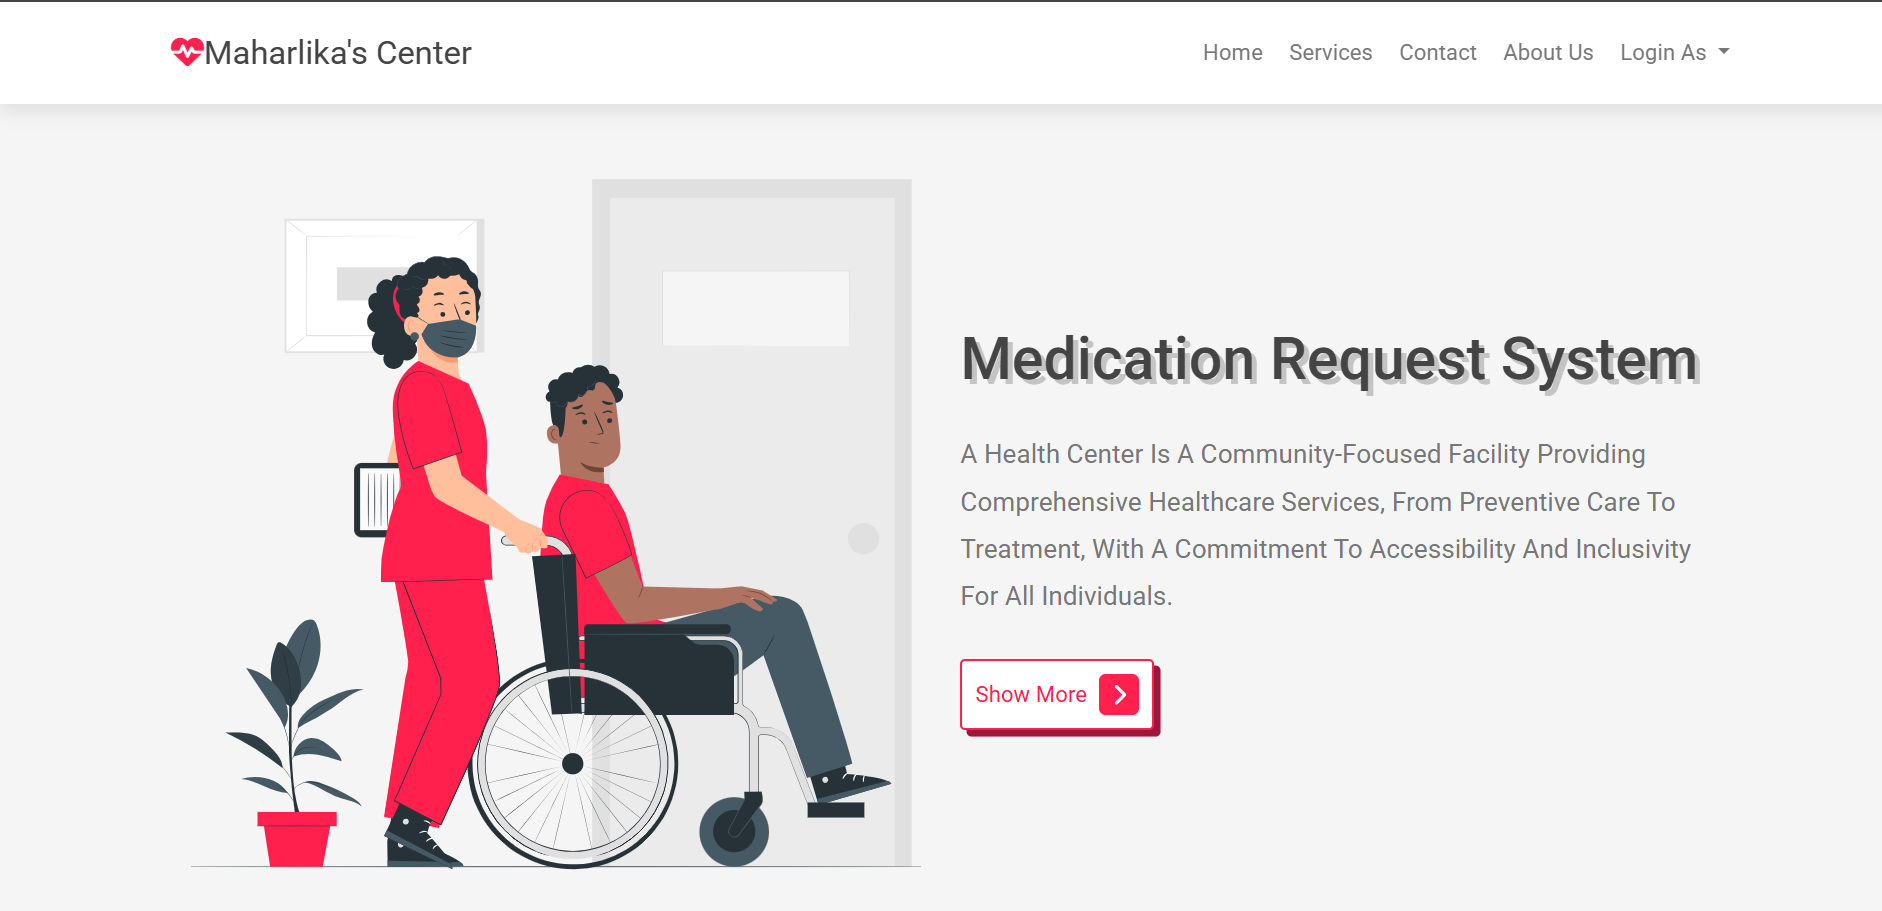 Maharlika's Center
Home Services Contact About Us Login As
Medication Request System
A Health Center Is A Community-Focused Facility Providing
Comprehensive Healthcare Services, From Preventive Care To
Treatment, With A Commitment To Accessibility And Inclusivity
For All Individuals.
Show More